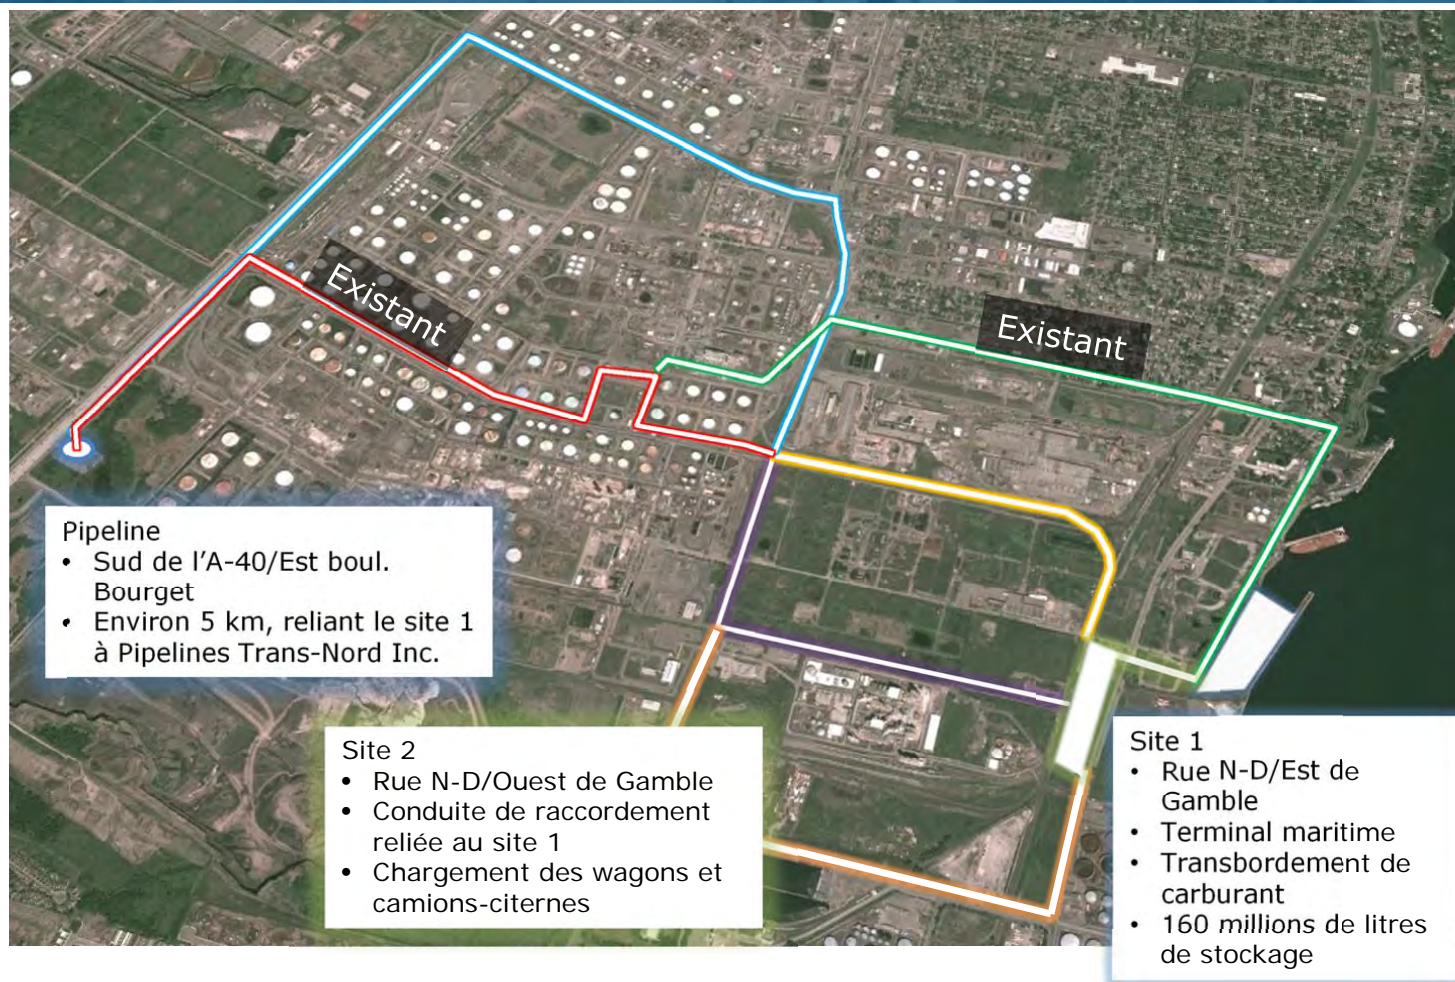 Existant
Existant
Pipeline
• Sud de l'A-40/Est boul.
Bourget
• Environ 5 km, reliant le site 1
à Pipelines Trans-Nord Inc.
Site 2
• Rue N-D/Ouest de Gamble
• Conduite de raccordement
reliée au site 1
• Chargement des wagons et
camions-citernes
Site 1
• Rue N-D/Est de
Gamble
• Terminal maritime
• Transbordement de
carburant
• 160 millions de litres
de stockage